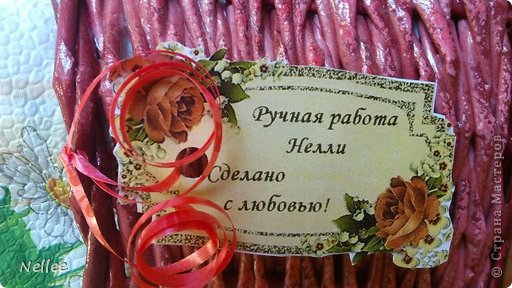 Ручная работа
Нелли
Сделано
с любовью!
Nellee
© Страна Мастеров